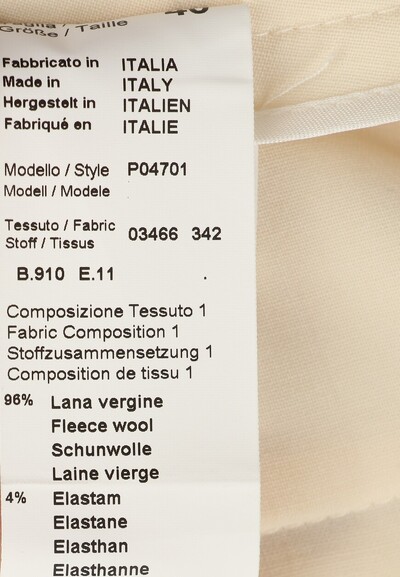 Größe / Taille
Fabbricato in ITALIA
Made in ITALY
Hergestelt in ITALIEN
Fabriqué en ITALIE
Modello / Style P04701
Modell / Modele
Tessuto / Fabric 03466 342
Stoff / Tissus
B.910 E.11
Composizione Tessuto 1
Fabric Composition 1
Stoffzusammensetzung 1
Composition de tissu 1
96% Lana vergine
Fleece wool
Schunwolle
Laine vierge
4% Elastam
Elastane
Elasthan
Elasthanne